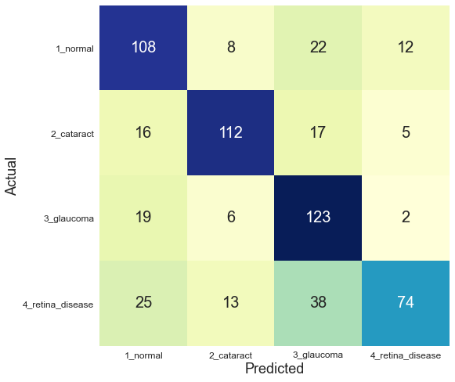 1_normal 108 8 22 12
2_cataract 16 112 17 5
3_glaucoma 19 6 123 2
4_retina_disease 25 13 38 74
1_normal 2_cataract 3_glaucoma 4_retina_disease
Predicted
Actual